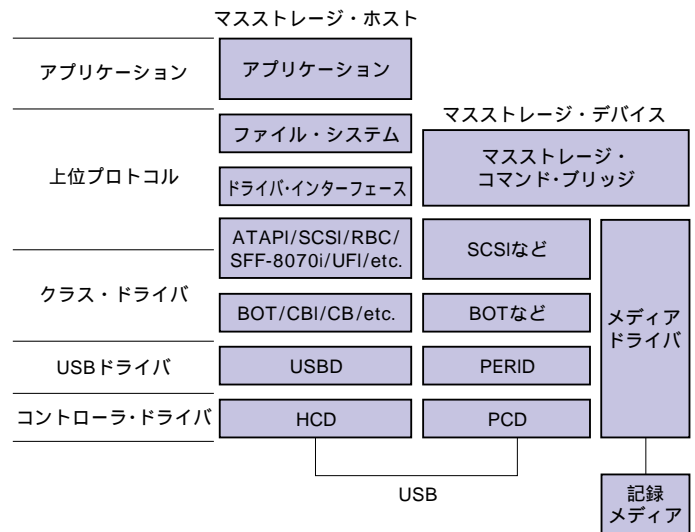 マスストレージ・ホスト
アプリケーション
アプリケーション
マスストレージ・デバイス
上位プロトコル
ファイル・システム
ドライバ・インターフェース
マスストレージ・
コマンド・ブリッジ
クラス・ドライバ
ATAPI/SCSI/RBC/
SFF-8070i/UFI/etc.
SCSIなど
BOT/CBI/CB/etc.
BOTなど
メディア
ドライバ
USBドライバ
USBD
PERID
コントローラ・ドライバ
HCD
PCD
USB
記録
メディア